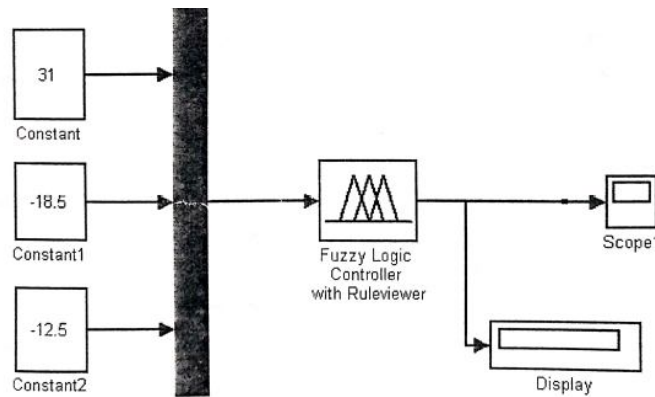 31
Constant
-18.5
Constant1
-12.5
Constant2
Fuzzy Logic
Controller
with Ruleviewer
Scope1
Display